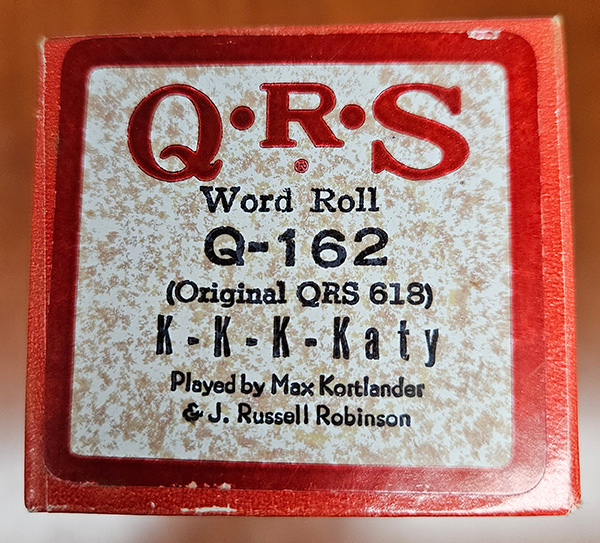 Q·R·S
Word Roll
Q-162
(Original QRS 618)
K-K-K-Katy
Played by Max Kortlander
& J. Russell Robinson